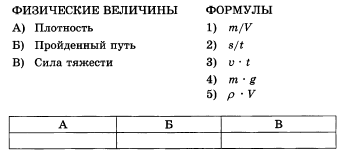 ФИЗИЧЕСКИЕ ВЕЛИЧИНЫ ФОРМУЛЫ
А) Плотность 1) m/V
Б) Пройденный путь 2) s/t
В) Сила тяжести 3) υ · t
4) m · g
5) ρ · V
А Б В